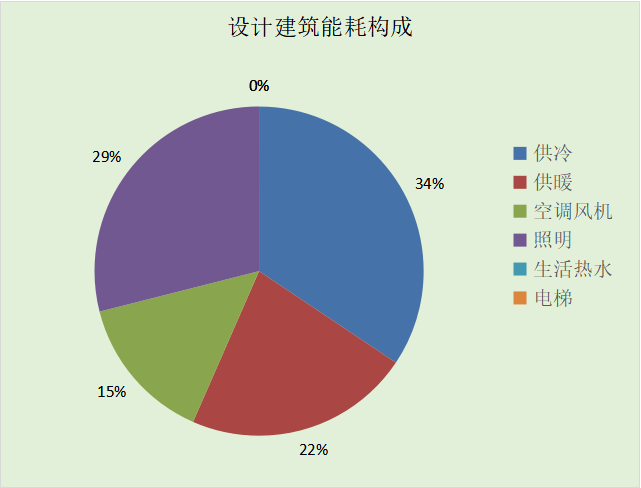 设计建筑能耗构成
0%
29%
34%
15%
22%
供冷
供暖
空调风机
照明
生活热水
电梯